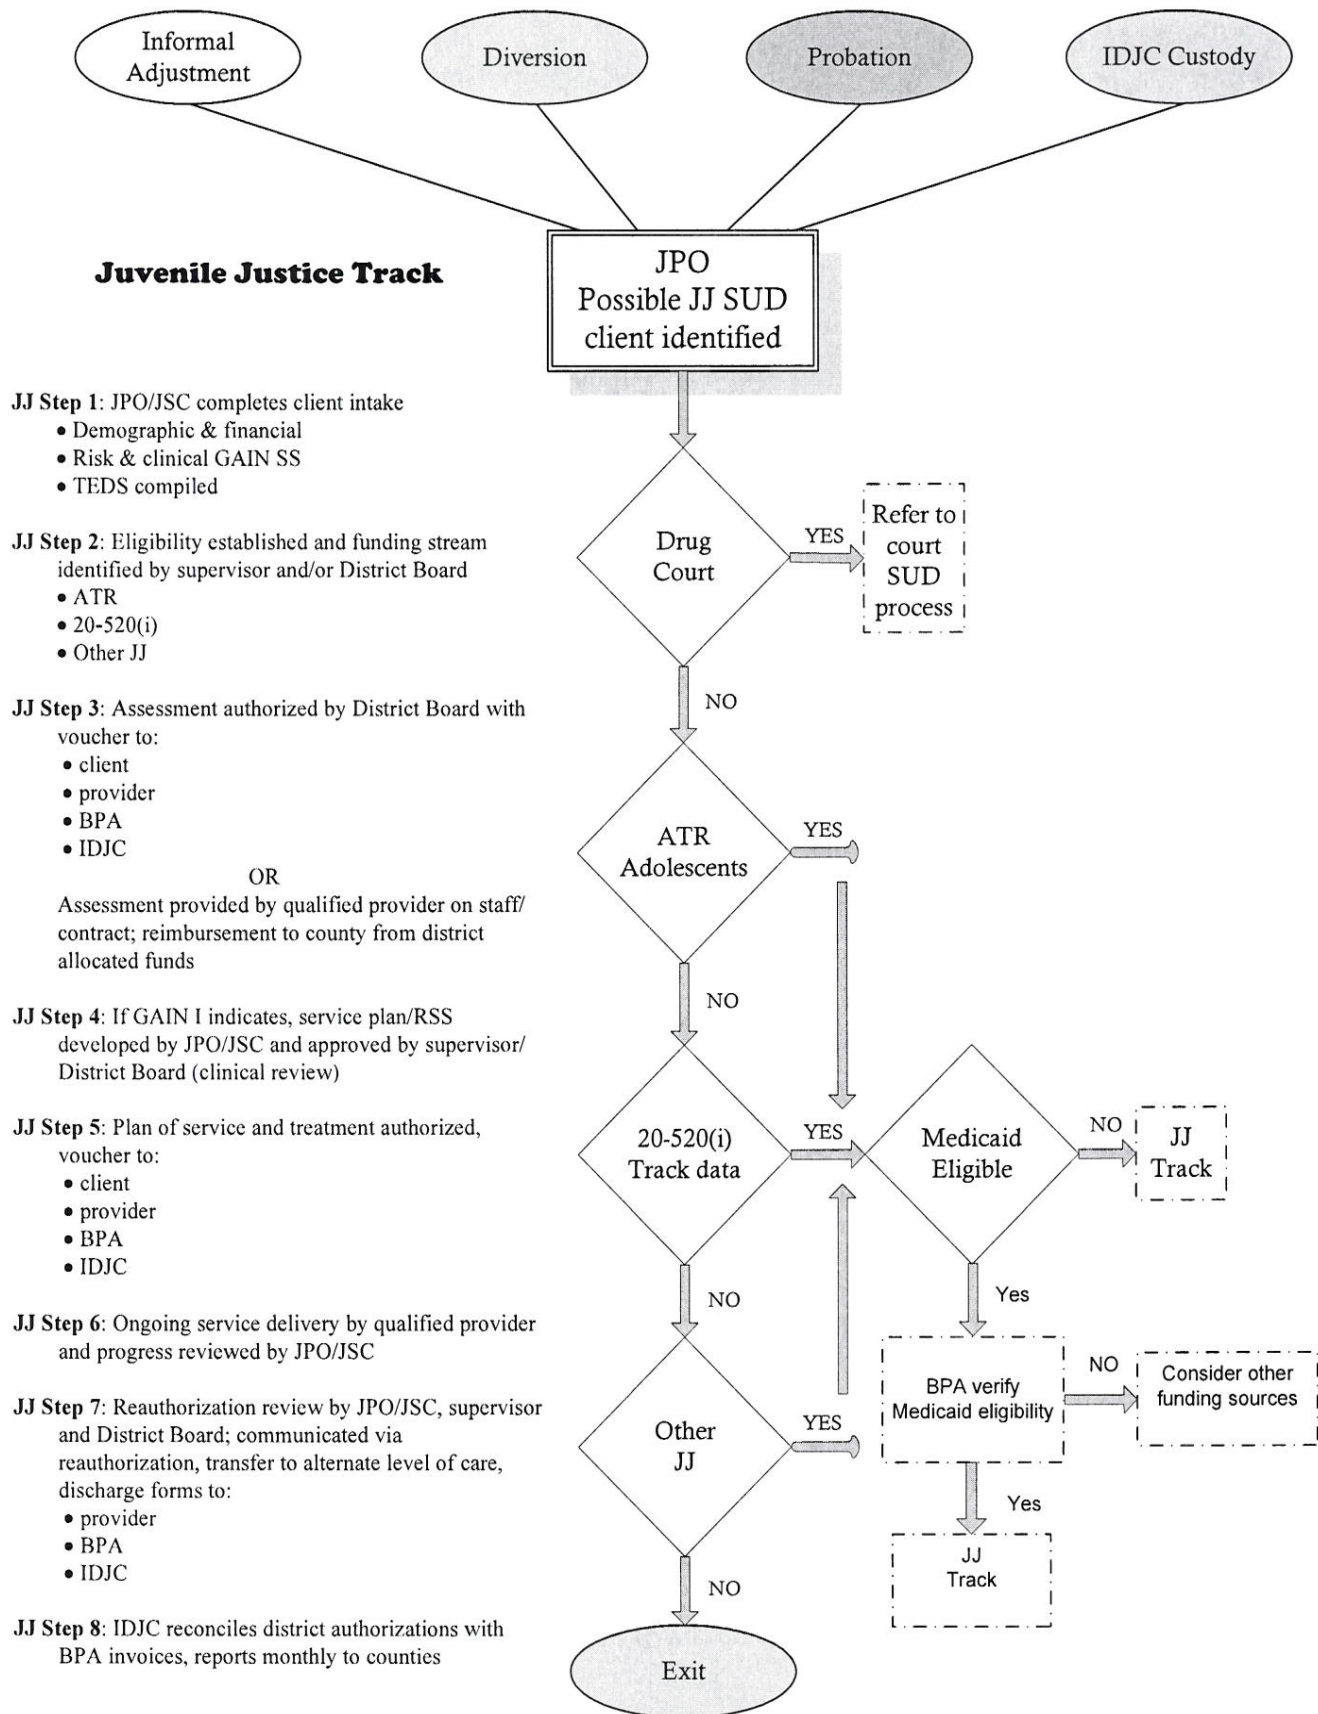 Informal
Adjustment
Diversion
Probation
IDJC Custody
JPO
Possible JJ SUD
client identified
Juvenile Justice Track
JJ Step 1: JPO/JSC completes client intake
• Demographic & financial
• Risk & clinical GAIN SS
• TEDS compiled
JJ Step 2: Eligibility established and funding stream
identified by supervisor and/or District Board
• ATR
• 20-520(i)
• Other JJ
JJ Step 3: Assessment authorized by District Board with
voucher to:
• client
• provider
• BPA
• IDJC
OR
Assessment provided by qualified provider on staff/
contract; reimbursement to county from district
allocated funds
JJ Step 4: If GAIN I indicates, service plan/RSS
developed by JPO/JSC and approved by supervisor/
District Board (clinical review)
JJ Step 5: Plan of service and treatment authorized,
voucher to:
• client
• provider
• BPA
• IDJC
JJ Step 6: Ongoing service delivery by qualified provider
and progress reviewed by JPO/JSC
JJ Step 7: Reauthorization review by JPO/JSC, supervisor
and District Board; communicated via
reauthorization, transfer to alternate level of care,
discharge forms to:
• provider
• BPA
• IDJC
JJ Step 8: IDJC reconciles district authorizations with
BPA invoices, reports monthly to counties
Drug
Court
YES
Refer to
court
SUD
process
NO
ATR
Adolescents
YES
NO
20-520(i)
Track data
YES
Medicaid
Eligible
NO
JJ
Track
NO
Yes
Other
JJ
YES
BPA verify
Medicaid eligibility
NO
Consider other
funding sources
Yes
JJ
Track
NO
Exit